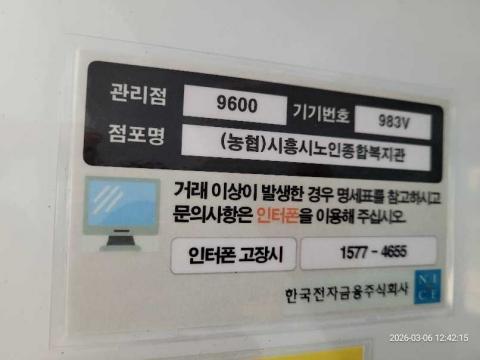 관리점 9600 기기번호 983V
점포명 (농협)시흥시노인종합복지관
거래 이상이 발생한 경우 명세표를 참고하시고
문의사항은 인터폰을 이용해 주십시오.
인터폰 고장시 1577-4655
한국전자금융주식회사 NICE
2026-03-06 12:42:15